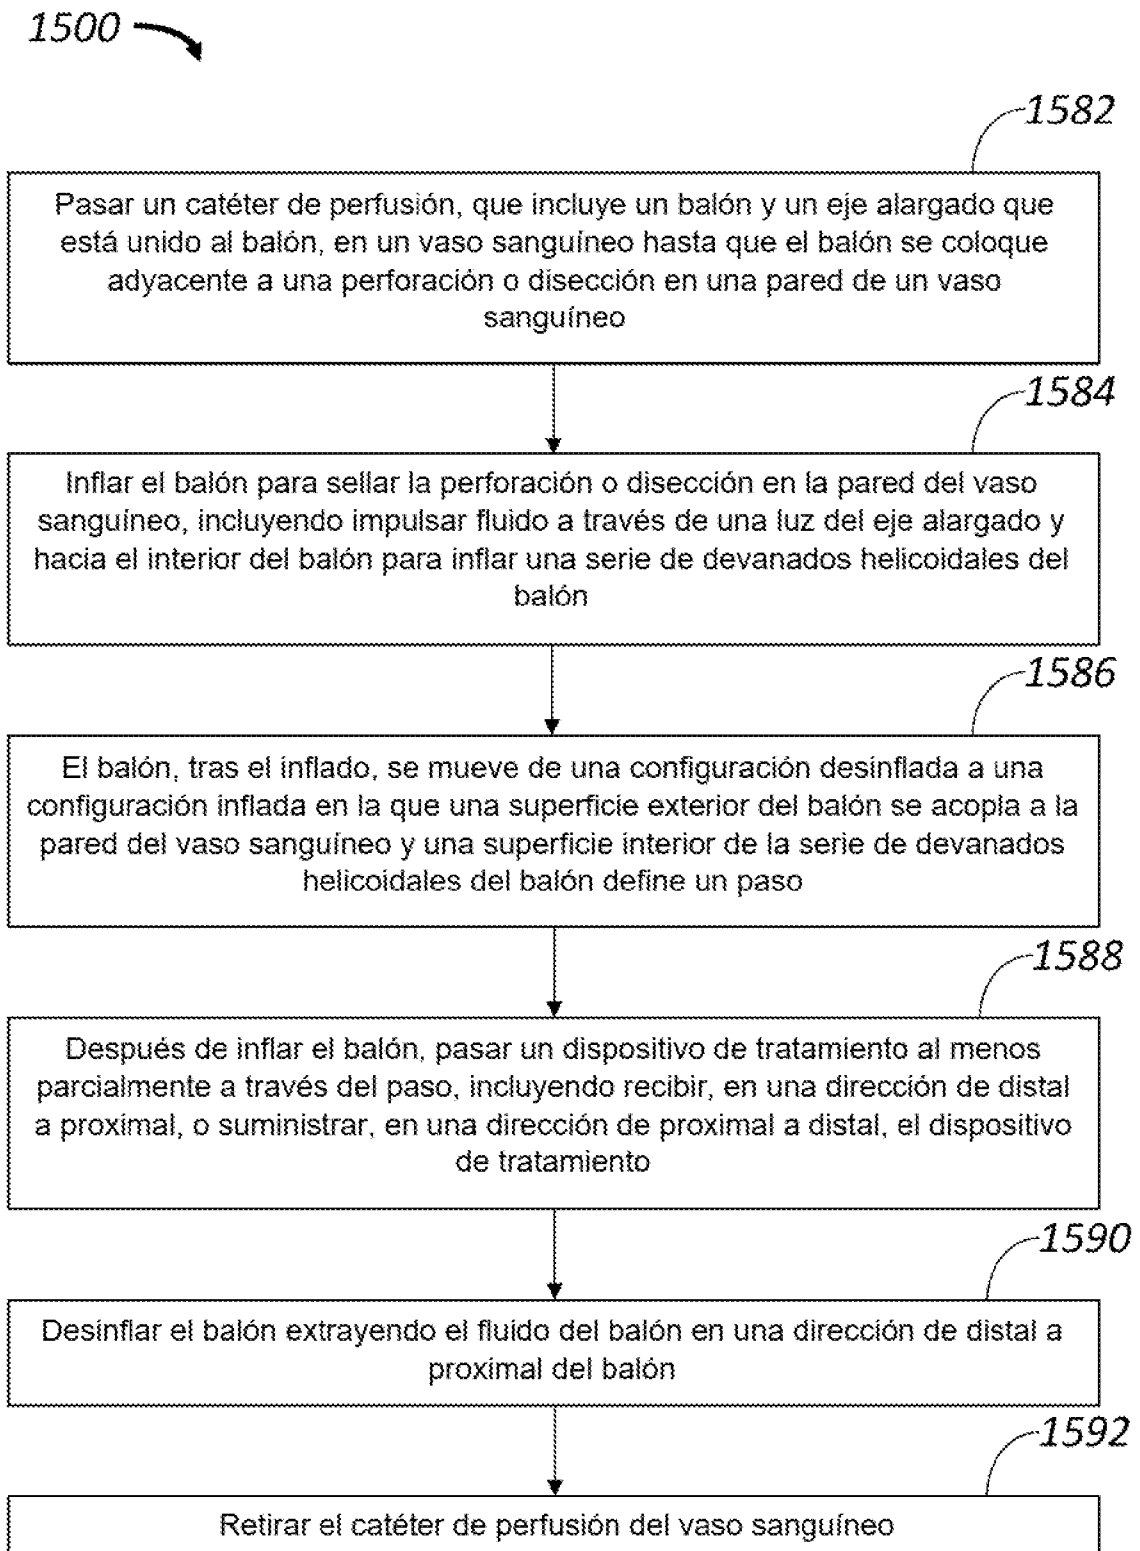 1500
1582
Pasar un catéter de perfusión, que incluye un balón y un eje alargado que
está unido al balón, en un vaso sanguíneo hasta que el balón se coloque
adyacente a una perforación o disección en una pared de un vaso
sanguíneo
1584
Inflar el balón para sellar la perforación o disección en la pared del vaso
sanguíneo, incluyendo impulsar fluido a través de una luz del eje alargado y
hacia el interior del balón para inflar una serie de devanados helicoidales del
balón
1586
El balón, tras el inflado, se mueve de una configuración desinflada a una
configuración inflada en la que una superficie exterior del balón se acopla a la
pared del vaso sanguíneo y una superficie interior de la serie de devanados
helicoidales del balón define un paso
1588
Después de inflar el balón, pasar un dispositivo de tratamiento al menos
parcialmente a través del paso, incluyendo recibir, en una dirección de distal
a proximal, o suministrar, en una dirección de proximal a distal, el dispositivo
de tratamiento
1590
Desinflar el balón extrayendo el fluido del balón en una dirección de distal a
proximal del balón
1592
Retirar el catéter de perfusión del vaso sanguíneo